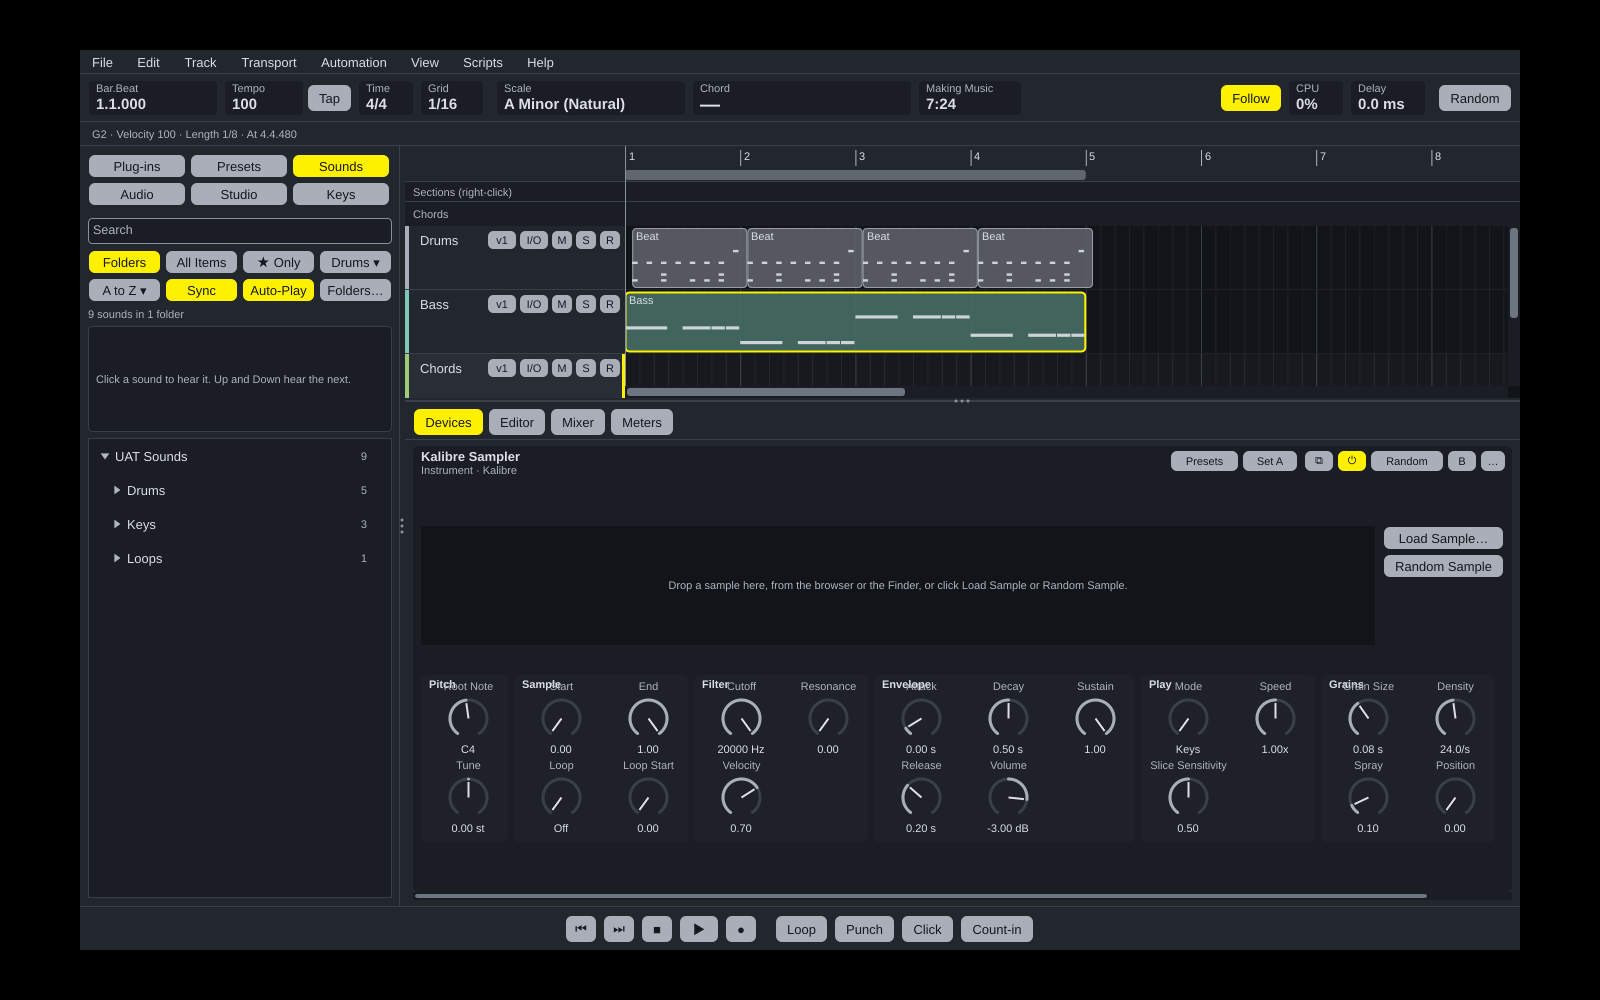 File Edit Track Transport Automation View Scripts Help
Bar.Beat Tempo Time Grid Scale Chord Making Music CPU Delay
1.1.000 100 Tap 4/4 1/16 A Minor (Natural) — 7:24 Follow 0% 0.0 ms Random
G2 · Velocity 100 · Length 1/8 · At 4.4.480
Plug-ins Presets Sounds
Audio Studio Keys
Search
Folders All Items ★ Only Drums ▾
A to Z ▾ Sync Auto-Play Folders…
9 sounds in 1 folder
Click a sound to hear it. Up and Down hear the next.
UAT Sounds 9
Drums 5
Keys 3
Loops 1
1 2 3 4 5 6 7 8
Sections (right-click)
Chords
Drums v1 I/O M S R
Beat Beat Beat Beat
Bass v1 I/O M S R
Bass
Chords v1 I/O M S R
Devices Editor Mixer Meters
Kalibre Sampler
Instrument · Kalibre
Presets Set A Random B …
Drop a sample here, from the browser or the Finder, or click Load Sample or Random Sample.
Load Sample…
Random Sample
Pitch Sample Filter Envelope Play Grains
Root Note Start End Cutoff Resonance Attack Decay Sustain Mode Speed Grain Size Density
C4 0.00 1.00 20000 Hz 0.00 0.00 s 0.50 s 1.00 Keys 1.00x 0.08 s 24.0/s
Tune Loop Loop Start Velocity Release Volume Slice Sensitivity Spray Position
0.00 st Off 0.00 0.70 0.20 s -3.00 dB 0.50 0.10 0.00
Loop Punch Click Count-in